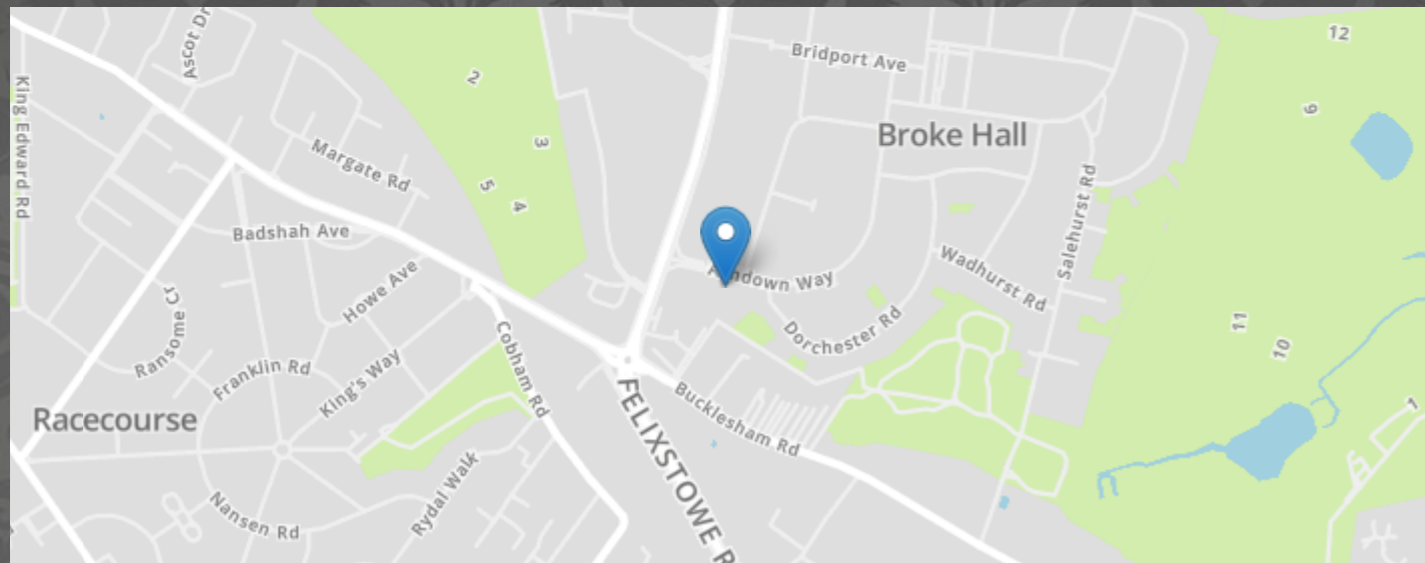 12
Ascot Dr
Bridport Ave
2
King Edward Rd
9
Broke Hall
3
Margate Rd
5
4
Salehurst Rd
Badshah Ave
Wadhurst Rd
Way
Howe Ave
Ransome Cr
Dorchester Rd
11
10
Cobham Rd
Franklin Rd
King's Way
Bucklesham Rd
1
Racecourse
FELIXSTOWE R
Rydal Walk
Nansen Rd